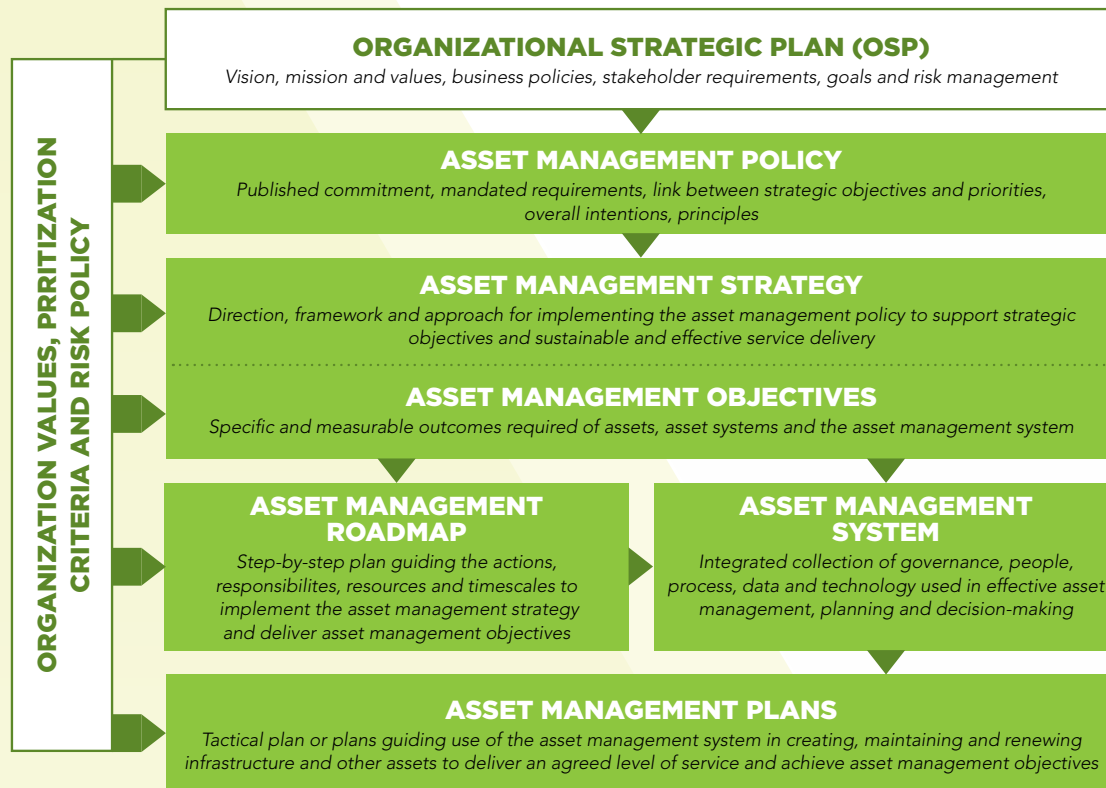 ORGANIZATIONAL STRATEGIC PLAN (OSP)
Vision, mission and values, business policies, stakeholder requirements, goals and risk management
ORGANIZATION VALUES, PRRITIZATION
CRITERIA AND RISK POLICY
ASSET MANAGEMENT POLICY
Published commitment, mandated requirements, link between strategic objectives and priorities,
overall intentions, principles
ASSET MANAGEMENT STRATEGY
Direction, framework and approach for implementing the asset management policy to support strategic
objectives and sustainable and effective service delivery
ASSET MANAGEMENT OBJECTIVES
Specific and measurable outcomes required of assets, asset systems and the asset management system
ASSET MANAGEMENT
ROADMAP
Step-by-step plan guiding the actions,
responsibilites, resources and timescales to
implement the asset management strategy
and deliver asset management objectives
ASSET MANAGEMENT
SYSTEM
Integrated collection of governance, people,
process, data and technology used in effective asset
management, planning and decision-making
ASSET MANAGEMENT PLANS
Tactical plan or plans guiding use of the asset management system in creating, maintaining and renewing
infrastructure and other assets to deliver an agreed level of service and achieve asset management objectives